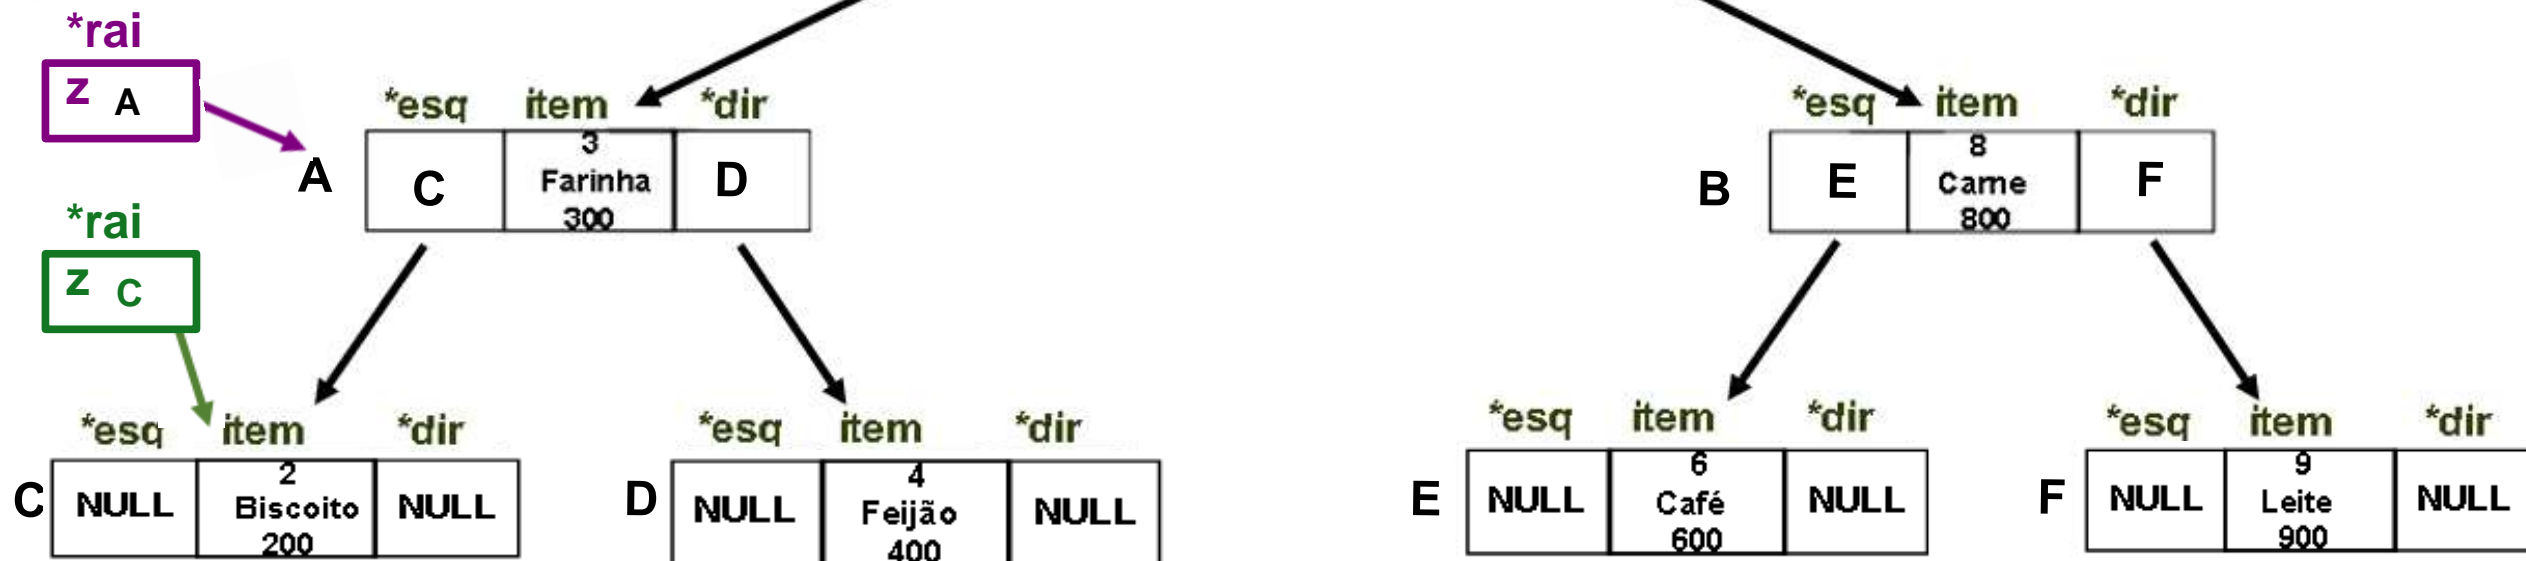 *rai
z A
*esq item *dir
A C 3 D
Farinha
300
*esq item *dir
B E 8 F
Carne
800
*rai
z C
*esq item *dir
C NULL 2 NULL
Biscoito
200
*esq item *dir
D NULL 4 NULL
Feijão
400
*esq item *dir
E NULL 6 NULL
Café
600
*esq item *dir
F NULL 9 NULL
Leite
900